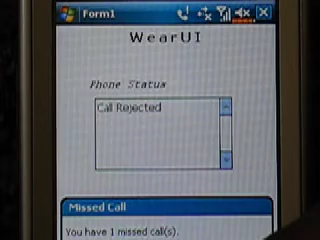 Form1
WearUI
Phone Status
Call Rejected
Missed Call
You have 1 missed call(s).